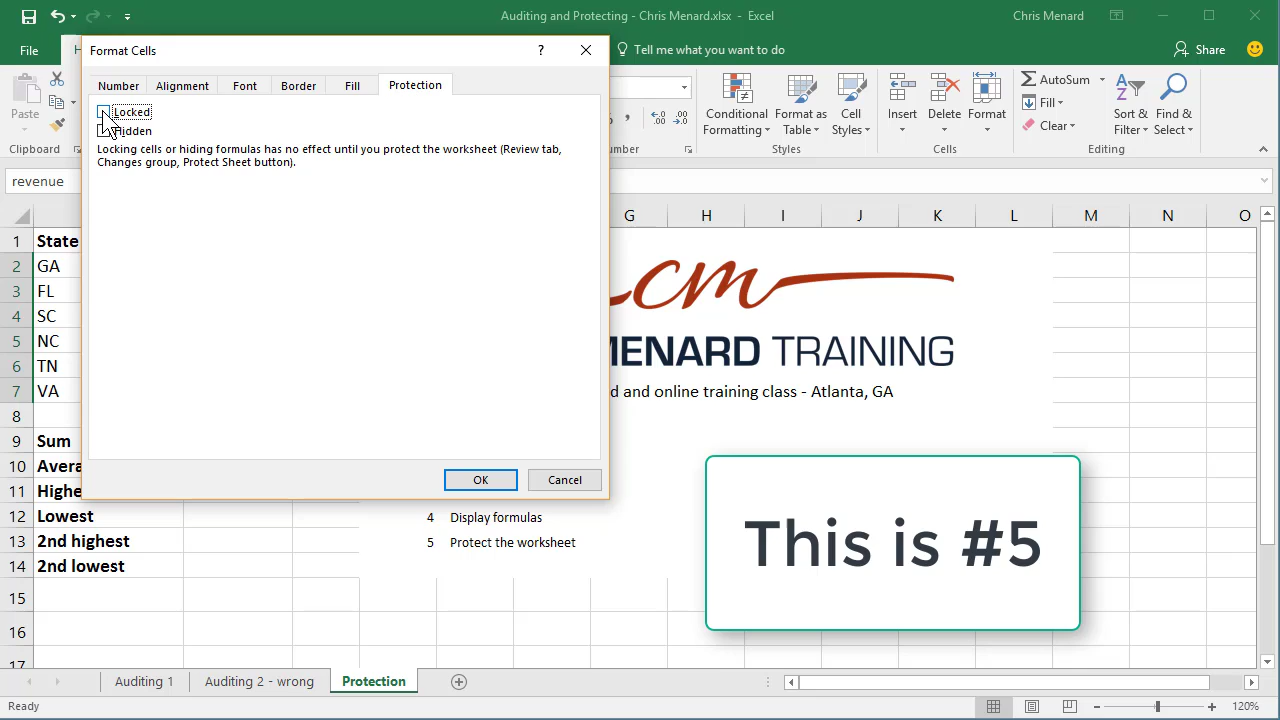 Auditing and Protecting - Chris Menard.xlsx - Excel
Chris Menard
File
Tell me what you want to do
Share
Format Cells
?
Number
Alignment
Font
Border
Fill
Protection
Locked
Hidden
Locking cells or hiding formulas has no effect until you protect the worksheet (Review tab,
Changes group, Protect Sheet button).
OK
Cancel
Paste
Clipboard
Conditional
Formatting
Format as
Table
Cell
Styles
Styles
Insert
Delete
Format
Cells
AutoSum
Fill
Clear
Sort &
Filter
Find &
Select
Editing
revenue
G H I J K L M N O
1 State
2 GA
3 FL
4 SC
5 NC
6 TN
7 VA
8
9 Sum
10
11
12 Lowest
13 2nd highest
14 2nd lowest
15
16
17
cm
MENARD TRAINING
and online training class - Atlanta, GA
4 Display formulas
5 Protect the worksheet
This is #5
Auditing 1
Auditing 2 - wrong
Protection
Ready
120%